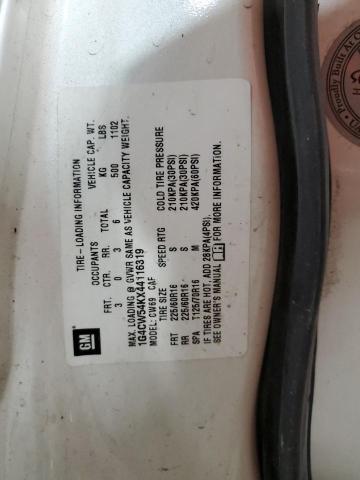 GM
TIRE-LOADING INFORMATION
OCCUPANTS VEHICLE CAP. WT.
FRT. CTR. RR. TOTAL KG LBS
3 0 3 6 500 1102
MAX. LOADING @ GVWR SAME AS VEHICLE CAPACITY WEIGHT.
1G4CW54KX44116319
MODEL: CW69 CAF
TIRE SIZE SPEED RTG COLD TIRE PRESSURE
FRT 225/60R16 S 210KPA(30PSI)
RR 225/60R16 S 210KPA(30PSI)
SPA T125/70R16 M 420KPA(60PSI)
IF TIRES ARE HOT, ADD 28KPA(4PSI).
SEE OWNER'S MANUAL FOR MORE INFORMATION.
Proudly Built At